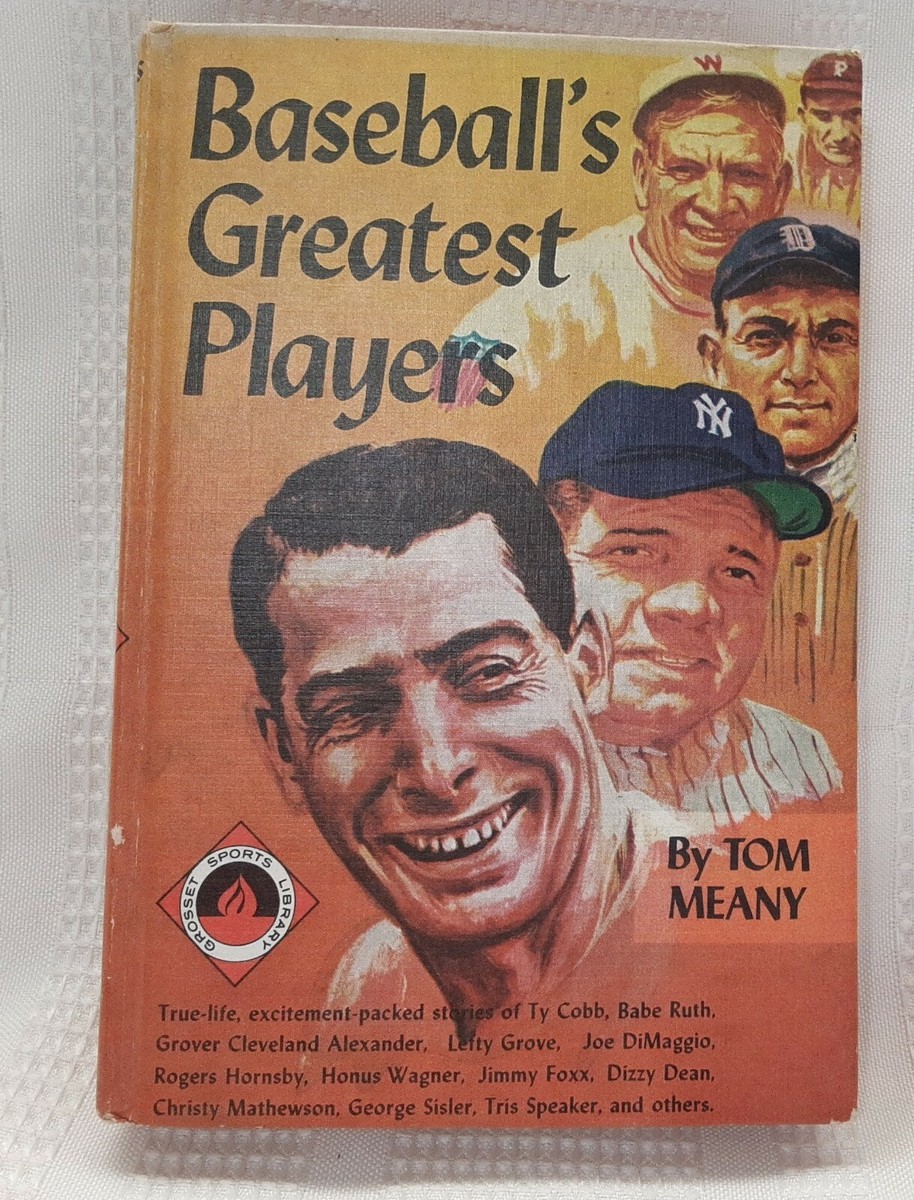 Baseball's
Greatest
Players
W
P
D
NY
By TOM
MEANY
GROSSET SPORTS LIBRARY
True-life, excitement-packed stories of Ty Cobb, Babe Ruth,
Grover Cleveland Alexander, Lefty Grove, Joe DiMaggio,
Rogers Hornsby, Honus Wagner, Jimmy Foxx, Dizzy Dean,
Christy Mathewson, George Sisler, Tris Speaker, and others.